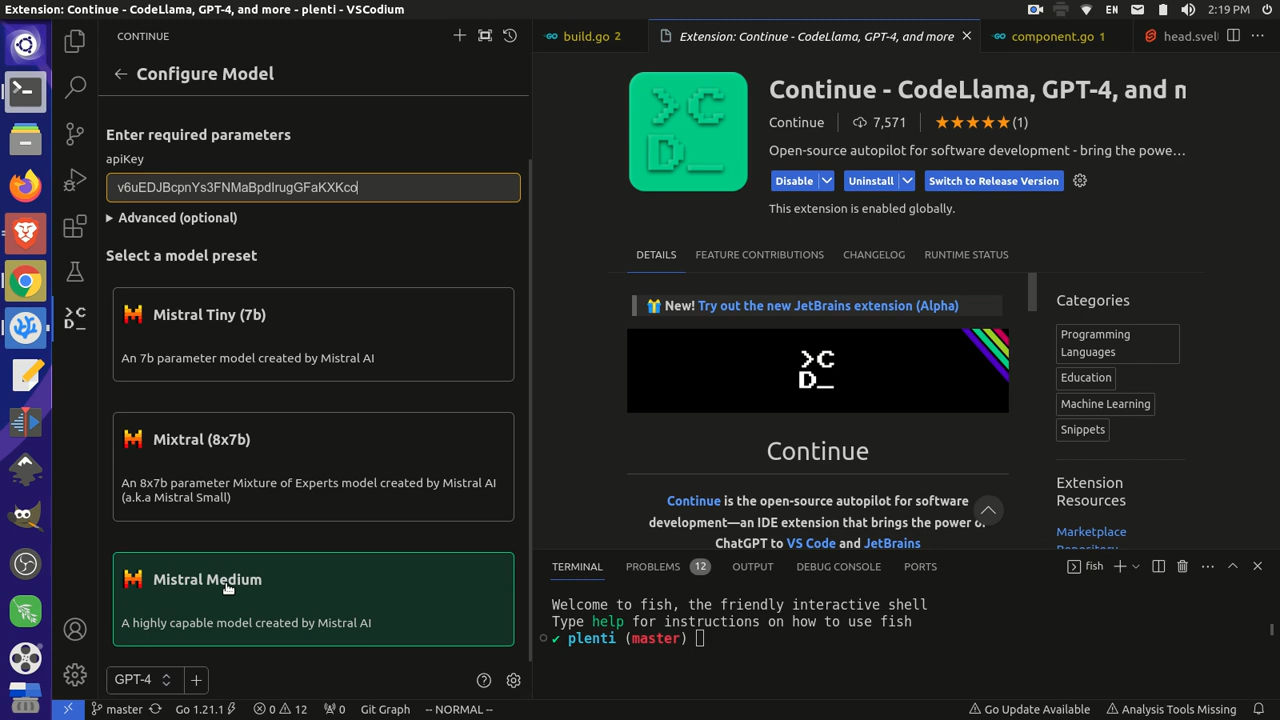 Extension: Continue - CodeLlama, GPT-4, and more - plenti - VSCodium
EN
2:19 PM
CONTINUE
Configure Model
Enter required parameters
apiKey
v6uEDJBcpnYs3FNMaBpdIrugGFaKXKco
Advanced (optional)
Select a model preset
Mistral Tiny (7b)
An 7b parameter model created by Mistral AI
Mixtral (8x7b)
An 8x7b parameter Mixture of Experts model created by Mistral AI
(a.k.a Mistral Small)
Mistral Medium
A highly capable model created by Mistral AI
GPT-4
build.go 2
Extension: Continue - CodeLlama, GPT-4, and more
component.go 1
head.svel
Continue - CodeLlama, GPT-4, and m
Continue 7,571 (1)
Open-source autopilot for software development - bring the powe...
Disable Uninstall Switch to Release Version
This extension is enabled globally.
DETAILS FEATURE CONTRIBUTIONS CHANGELOG RUNTIME STATUS
New! Try out the new JetBrains extension (Alpha)
Continue
Continue is the open-source autopilot for software
development—an IDE extension that brings the power of
ChatGPT to VS Code and JetBrains
Categories
Programming
Languages
Education
Machine Learning
Snippets
Extension
Resources
Marketplace
Repository
TERMINAL PROBLEMS 12 OUTPUT DEBUG CONSOLE PORTS
fish
Welcome to fish, the friendly interactive shell
Type help for instructions on how to use fish
✔ plenti (master)
master Go 1.21.1 0 12 0 Git Graph -- NORMAL --
Go Update Available Analysis Tools Missing